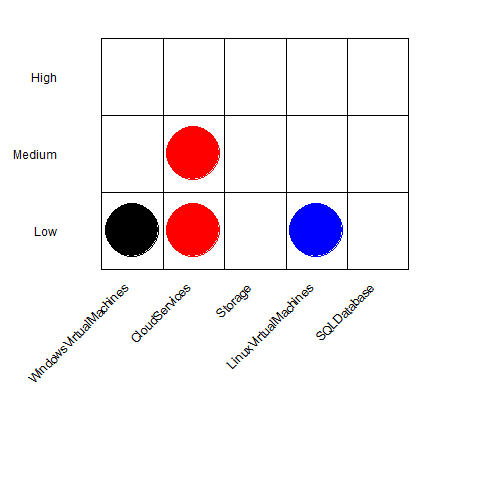 High
Medium
Low
WindowsVirtualMachines
CloudServices
Storage
LinuxVirtualMachines
SQLDatabase